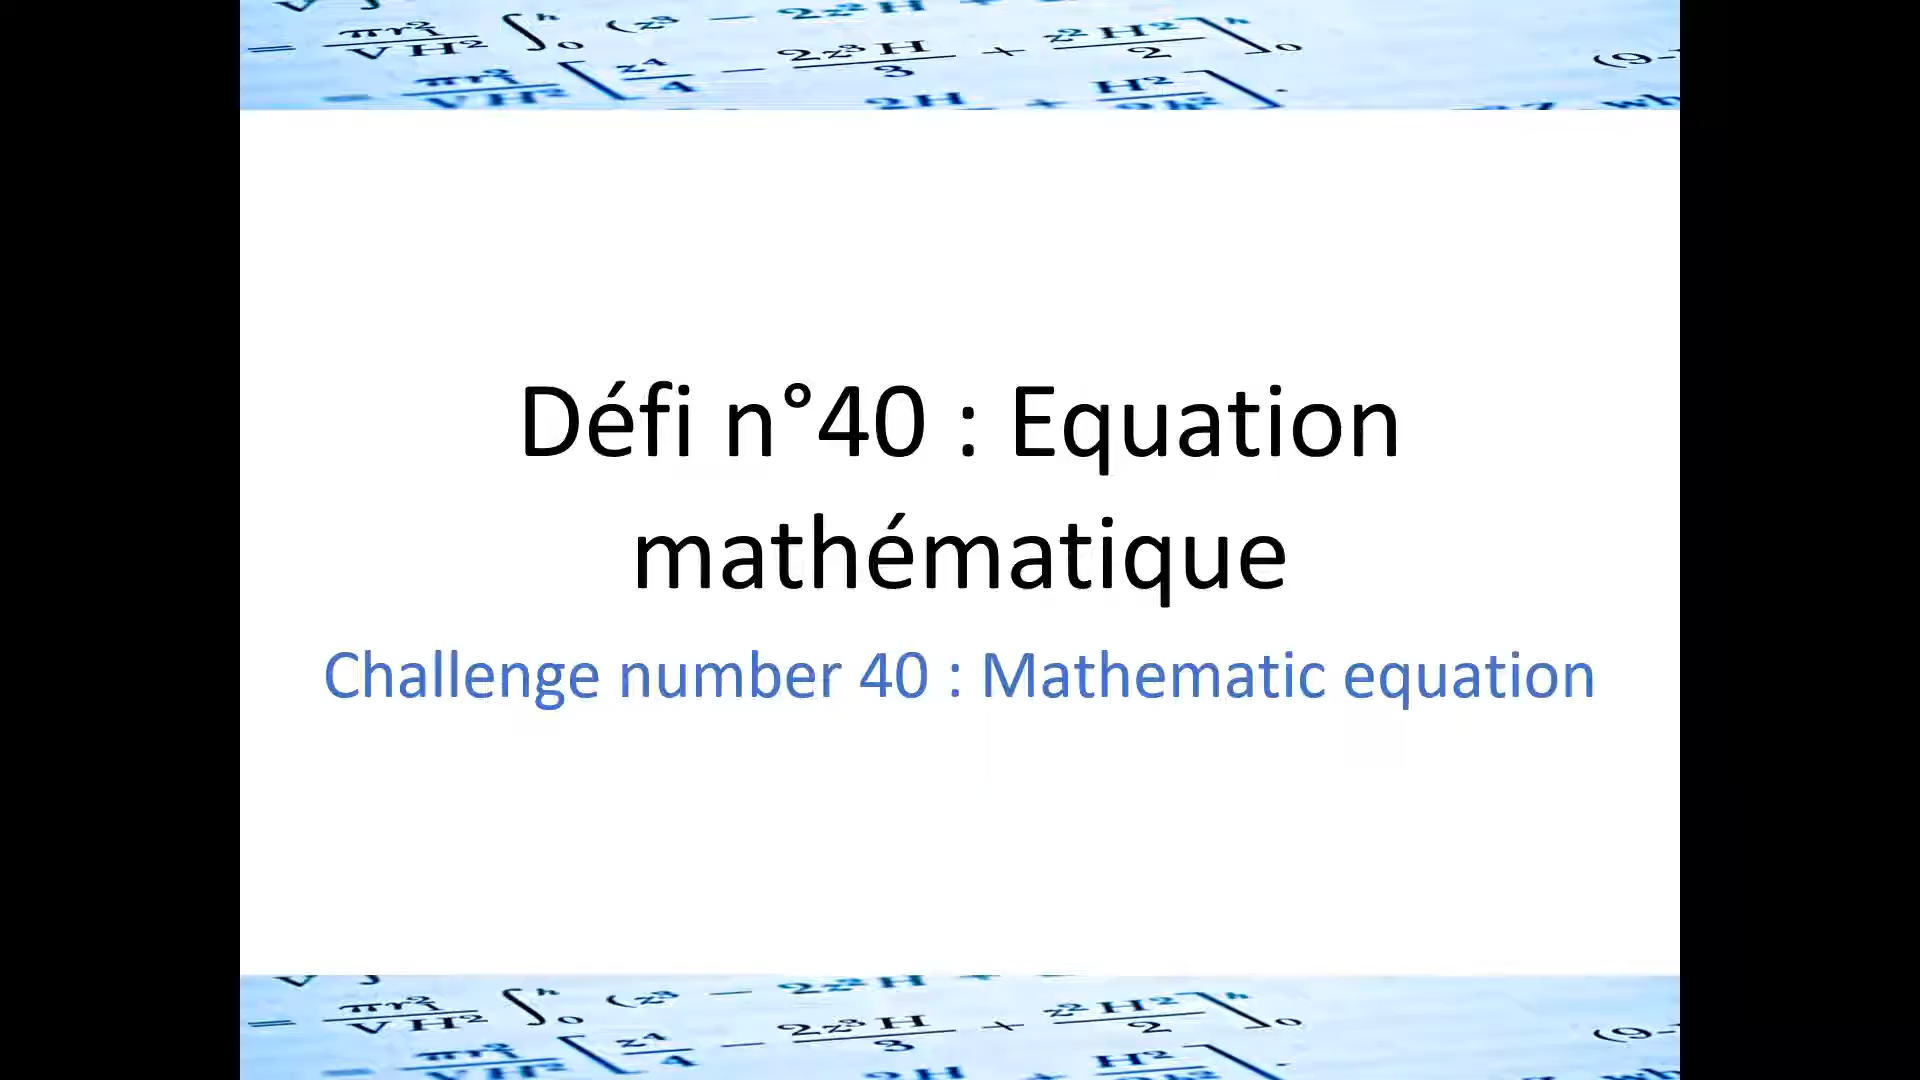 Défi n°40 : Equation
mathématique
Challenge number 40 : Mathematic equation